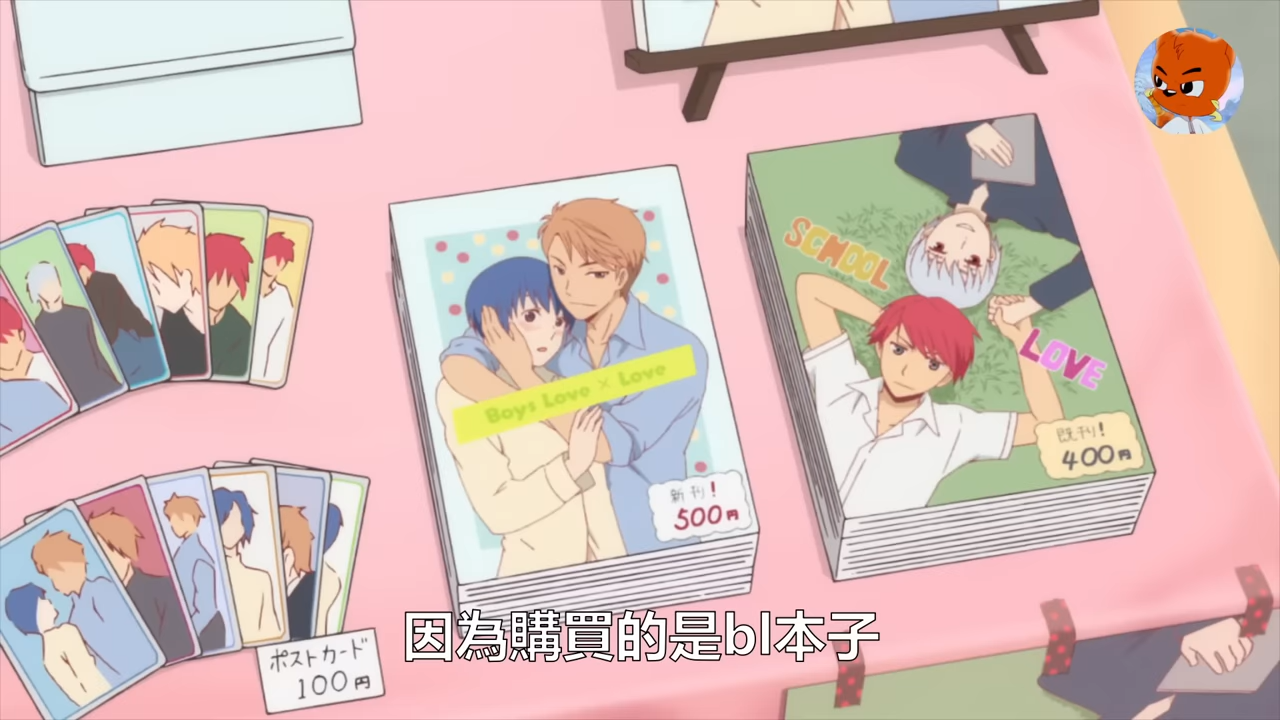 SCHOOL
LOVE
Boys Love × Love
既刊!
400円
新刊!
500円
ポストカード
100円
因為購買的是bl本子